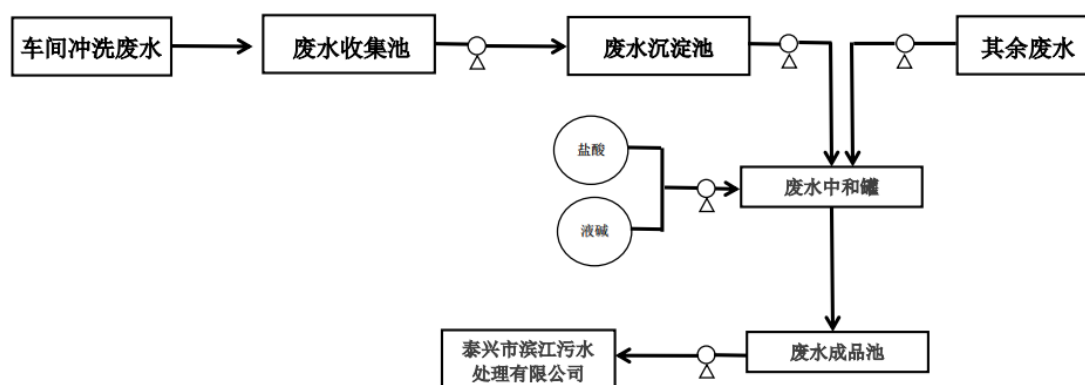 车间冲洗废水
废水收集池
废水沉淀池
其余废水
盐酸
废水中和罐
液碱
泰兴市滨江污水
处理有限公司
废水成品池